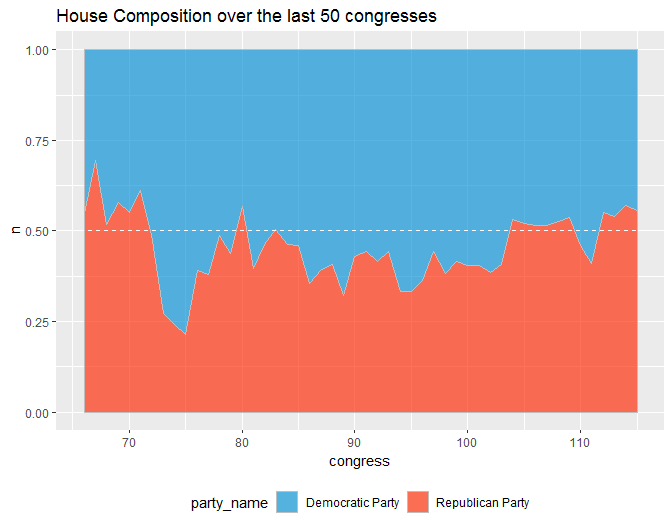 House Composition over the last 50 congresses
1.00
0.75
0.50
0.25
0.00
n
70 80 90 100 110
congress
party_name Democratic Party Republican Party